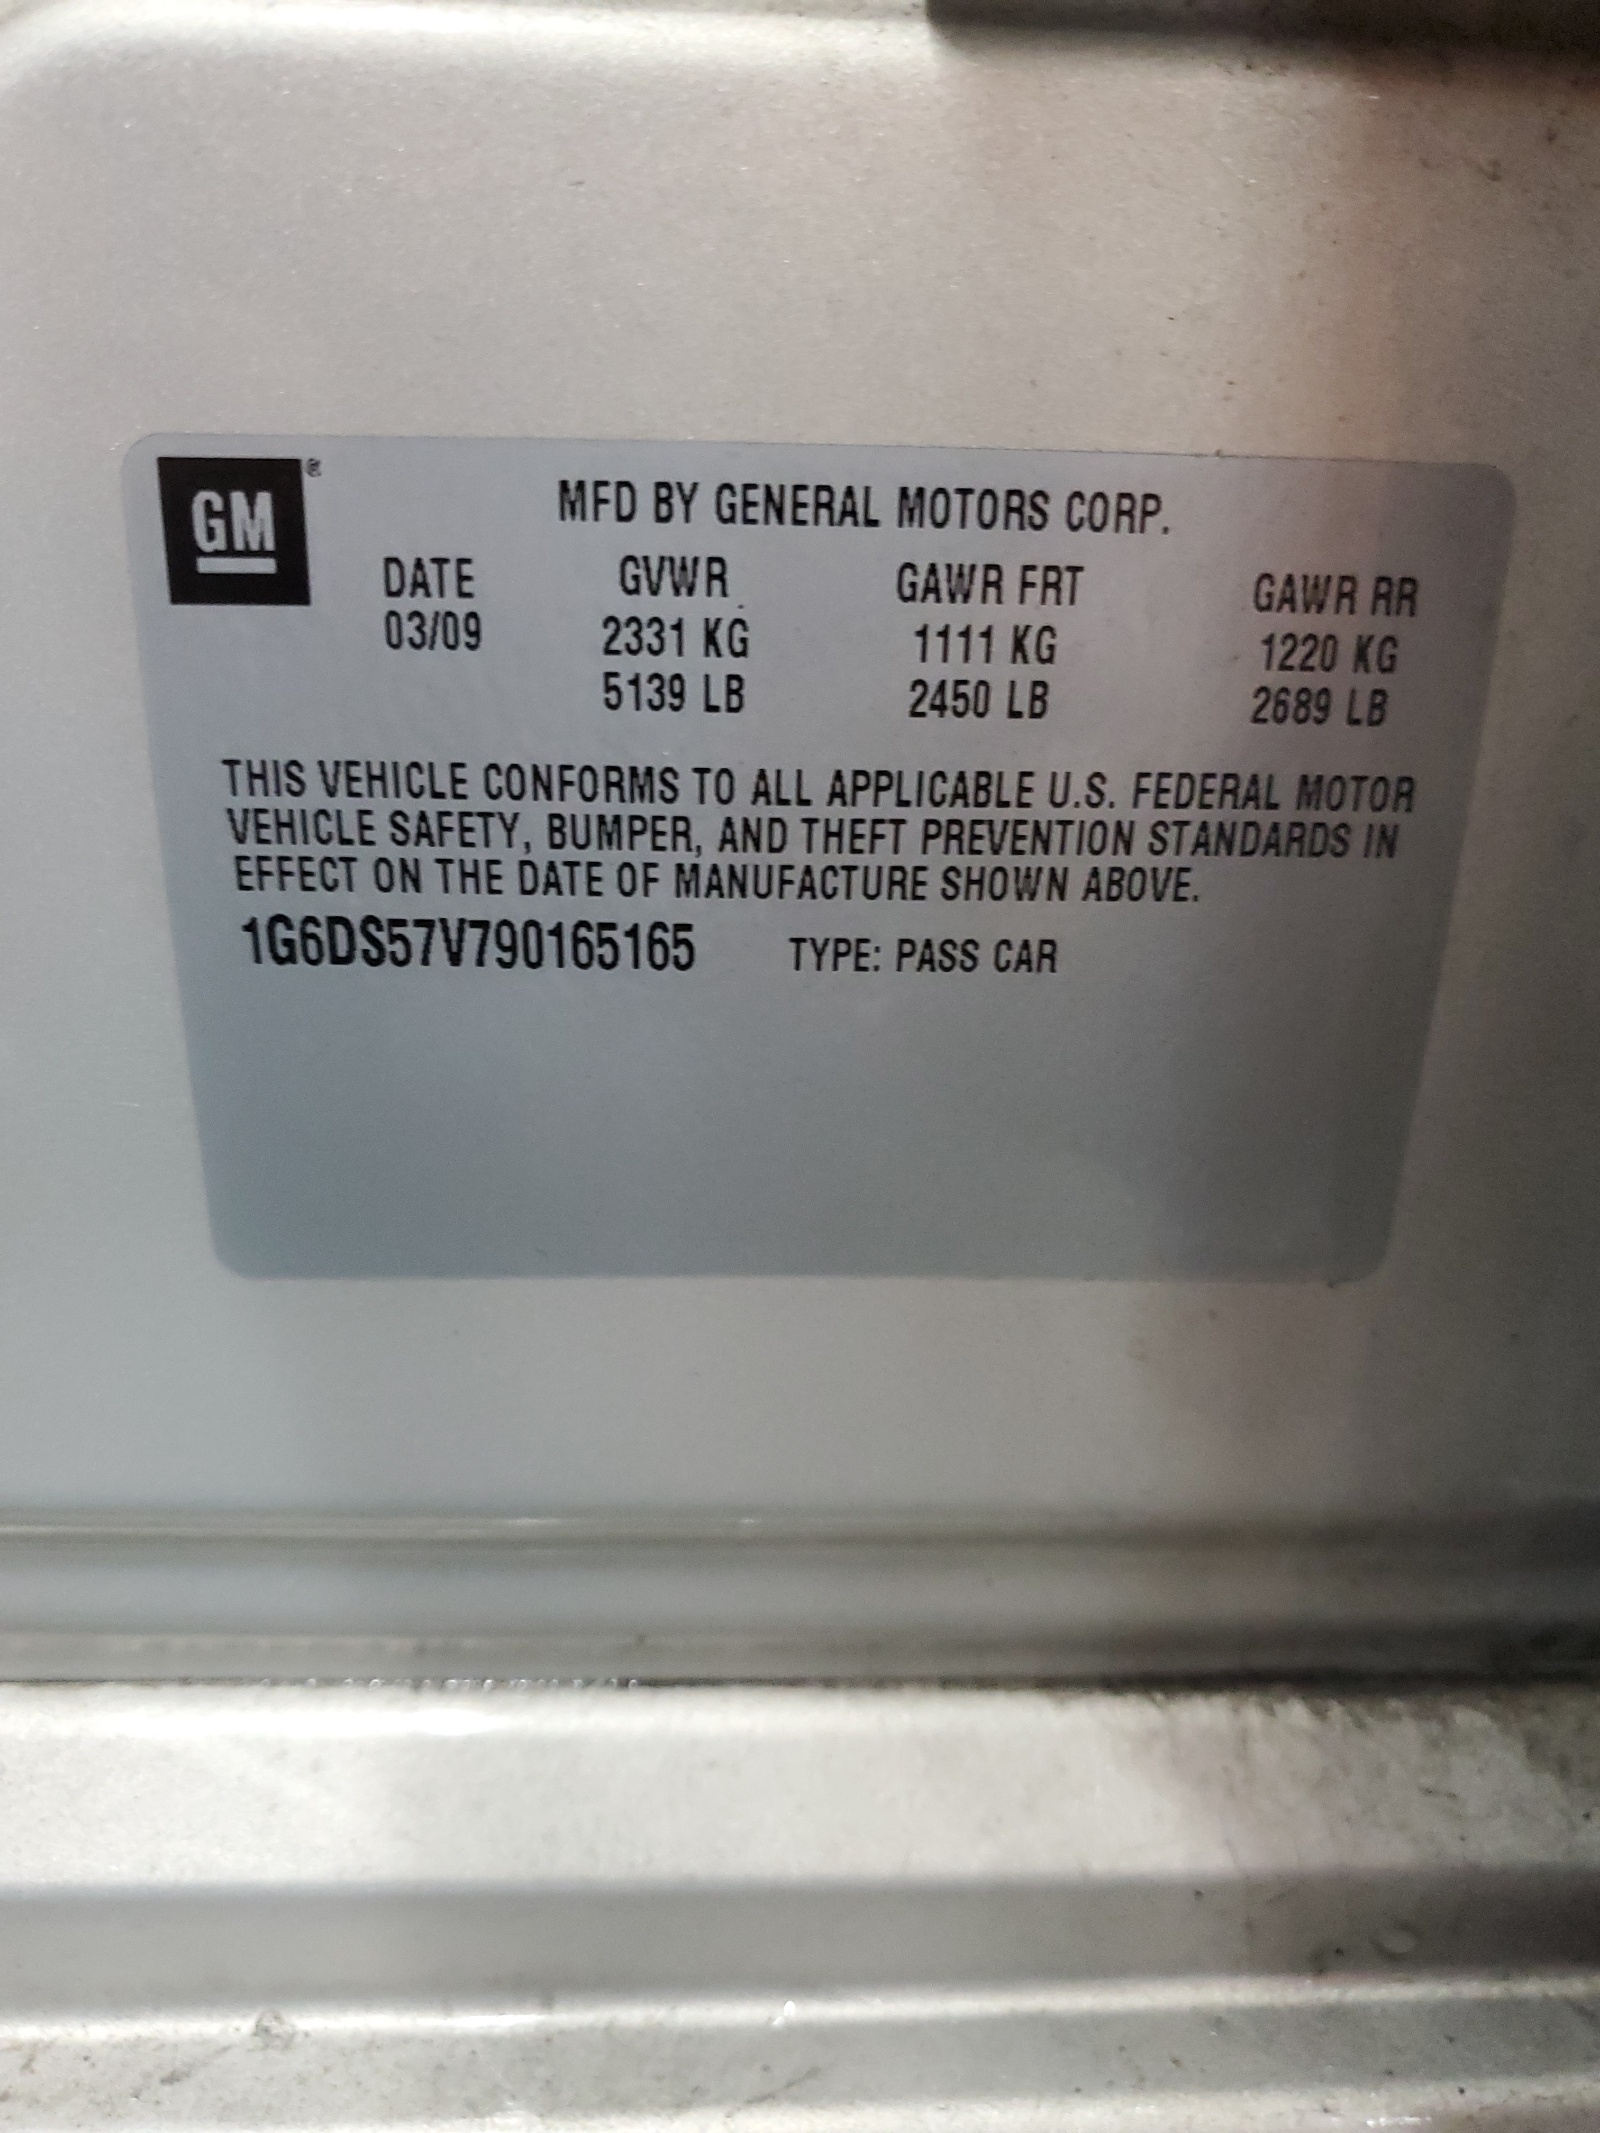 GM®
MFD BY GENERAL MOTORS CORP.
DATE GVWR GAWR FRT GAWR RR
03/09 2331 KG 1111 KG 1220 KG
5139 LB 2450 LB 2689 LB
THIS VEHICLE CONFORMS TO ALL APPLICABLE U.S. FEDERAL MOTOR
VEHICLE SAFETY, BUMPER, AND THEFT PREVENTION STANDARDS IN
EFFECT ON THE DATE OF MANUFACTURE SHOWN ABOVE.
1G6DS57V790165165 TYPE: PASS CAR